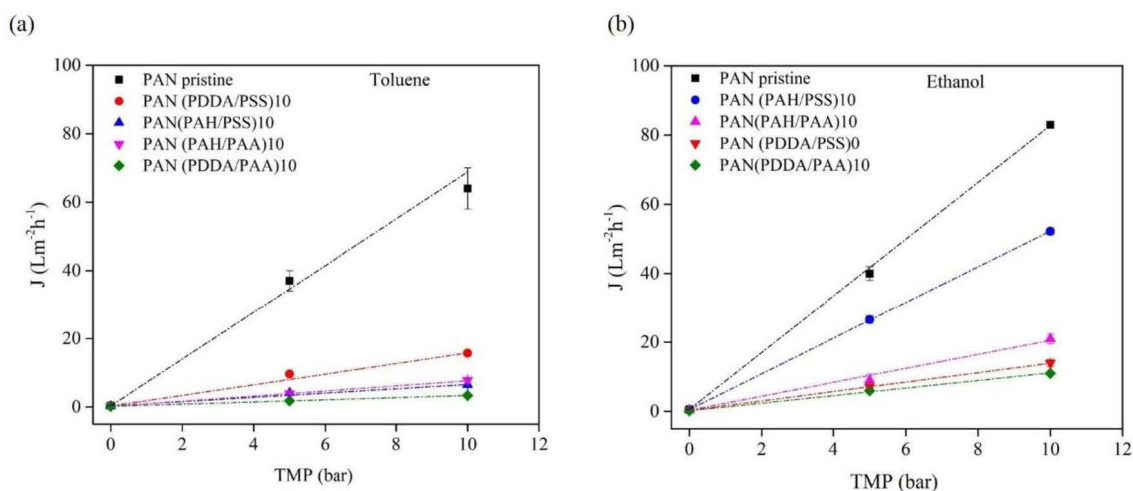 (a)
100
80
60
40
20
0
0 2 4 6 8 10 12
J (Lm⁻²h⁻¹)
TMP (bar)
Toluene
PAN pristine
PAN (PDDA/PSS)10
PAN(PAH/PSS)10
PAN (PAH/PAA)10
PAN (PDDA/PAA)10
(b)
100
80
60
40
20
0
0 2 4 6 8 10 12
J (Lm⁻²h⁻¹)
TMP (bar)
Ethanol
PAN pristine
PAN (PAH/PSS)10
PAN(PAH/PAA)10
PAN (PDDA/PSS)0
PAN(PDDA/PAA)10